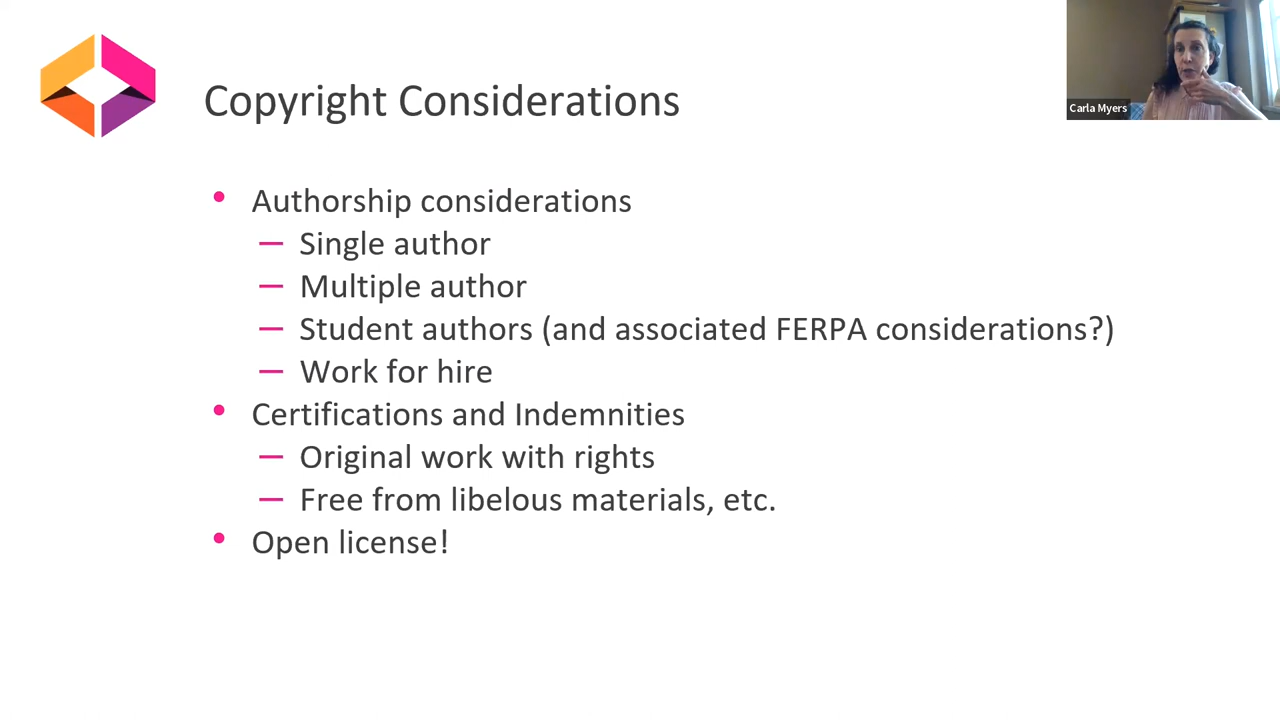 Copyright Considerations
Carla Myers
• Authorship considerations
— Single author
— Multiple author
— Student authors (and associated FERPA considerations?)
— Work for hire
• Certifications and Indemnities
— Original work with rights
— Free from libelous materials, etc.
• Open license!